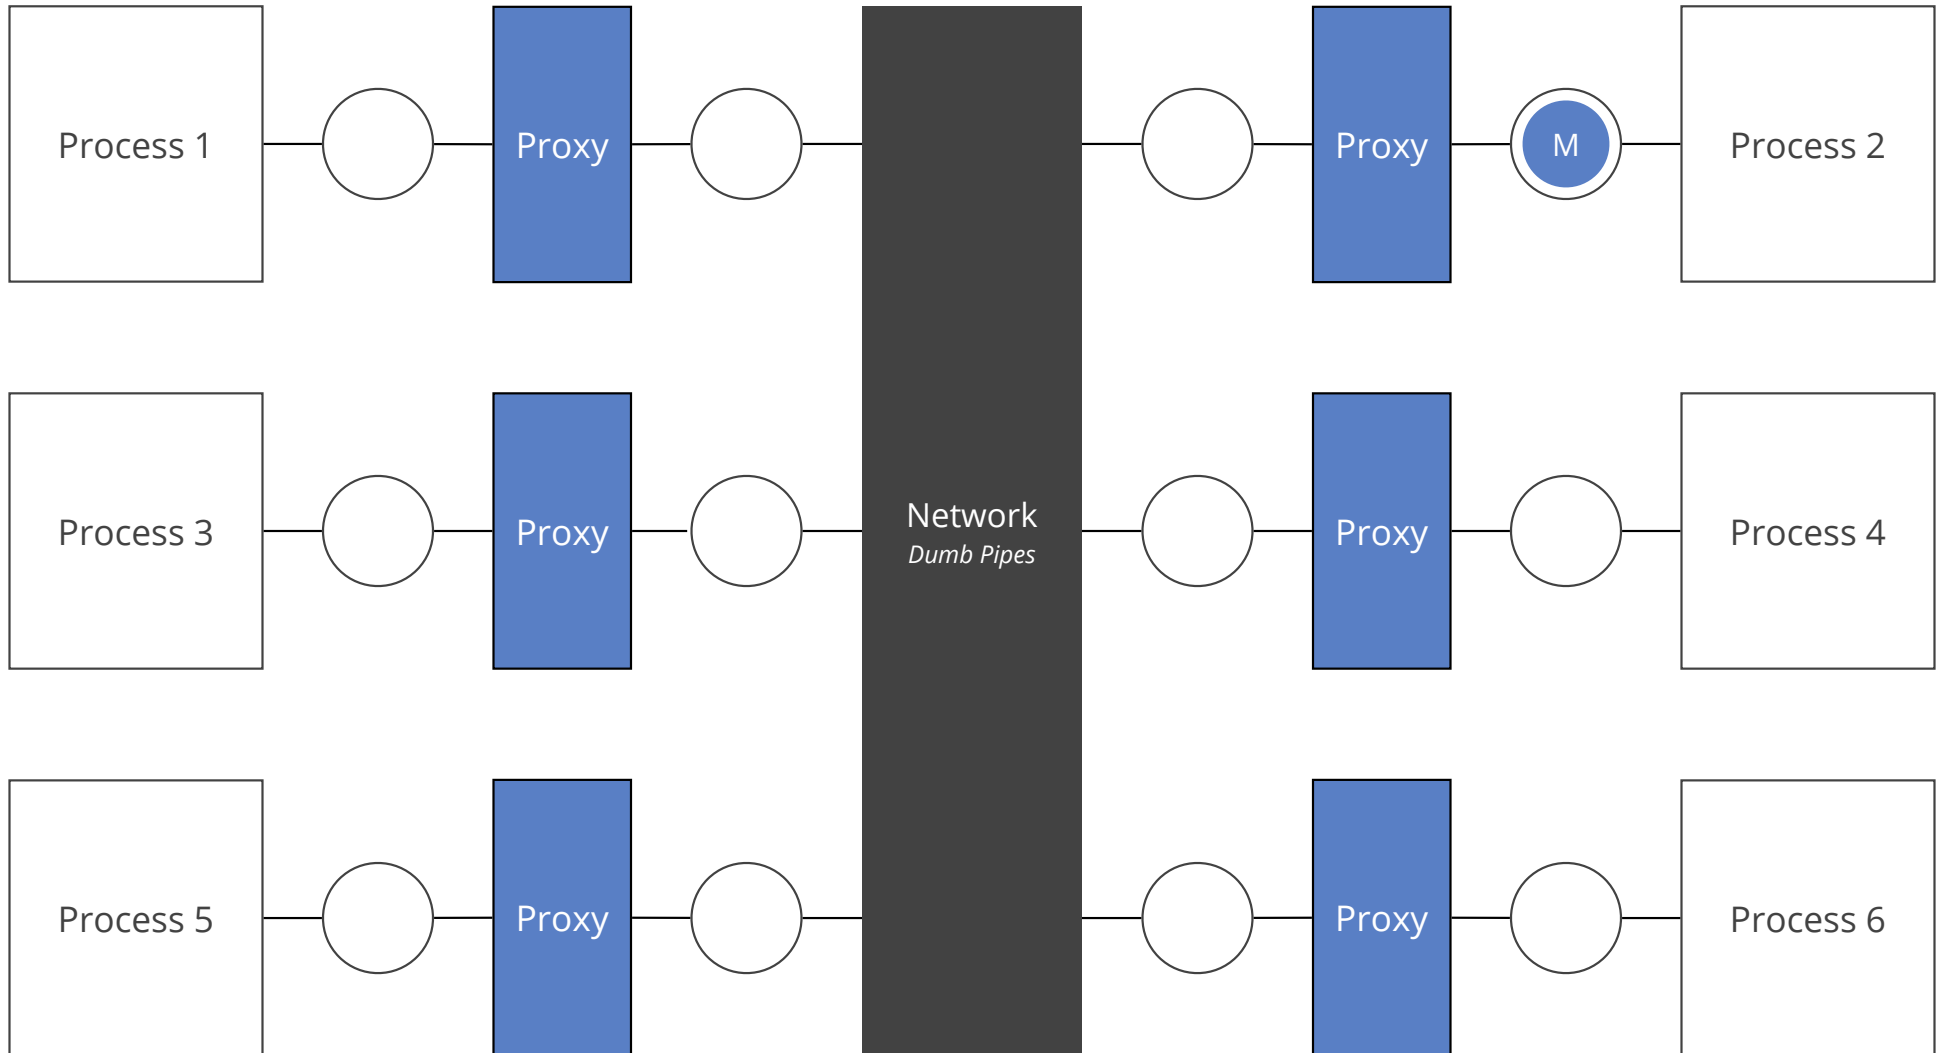 Process 1
Proxy
Proxy
M
Process 2
Process 3
Proxy
Network
Dumb Pipes
Proxy
Process 4
Process 5
Proxy
Proxy
Process 6